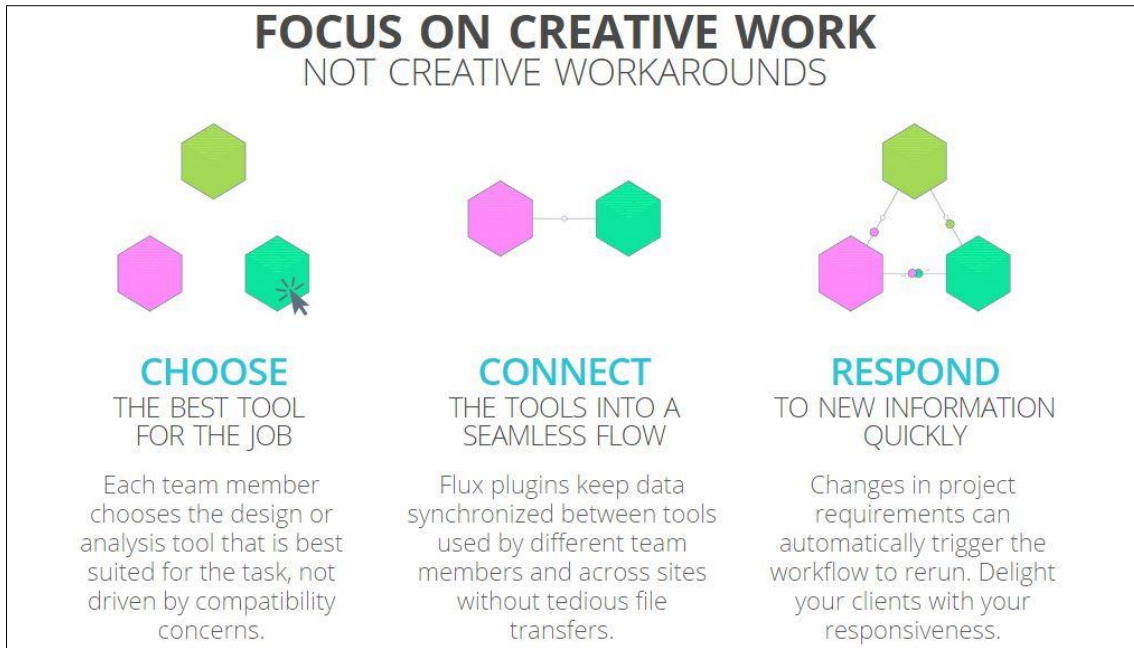 FOCUS ON CREATIVE WORK
NOT CREATIVE WORKAROUNDS
CHOOSE
THE BEST TOOL
FOR THE JOB
Each team member
chooses the design or
analysis tool that is best
suited for the task, not
driven by compatibility
concerns.
CONNECT
THE TOOLS INTO A
SEAMLESS FLOW
Flux plugins keep data
synchronized between tools
used by different team
members and across sites
without tedious file
transfers.
RESPOND
TO NEW INFORMATION
QUICKLY
Changes in project
requirements can
automatically trigger the
workflow to rerun. Delight
your clients with your
responsiveness.